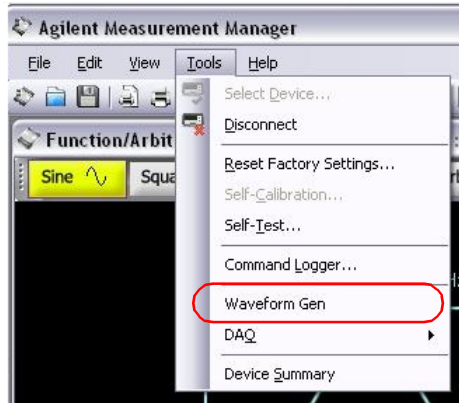 Agilent Measurement Manager
File Edit View Tools Help
Select Device...
Disconnect
Function/Arbit
Reset Factory Settings...
Sine Squa
Self-Calibration...
Self-Test...
Command Logger...
Waveform Gen
DAQ
Device Summary